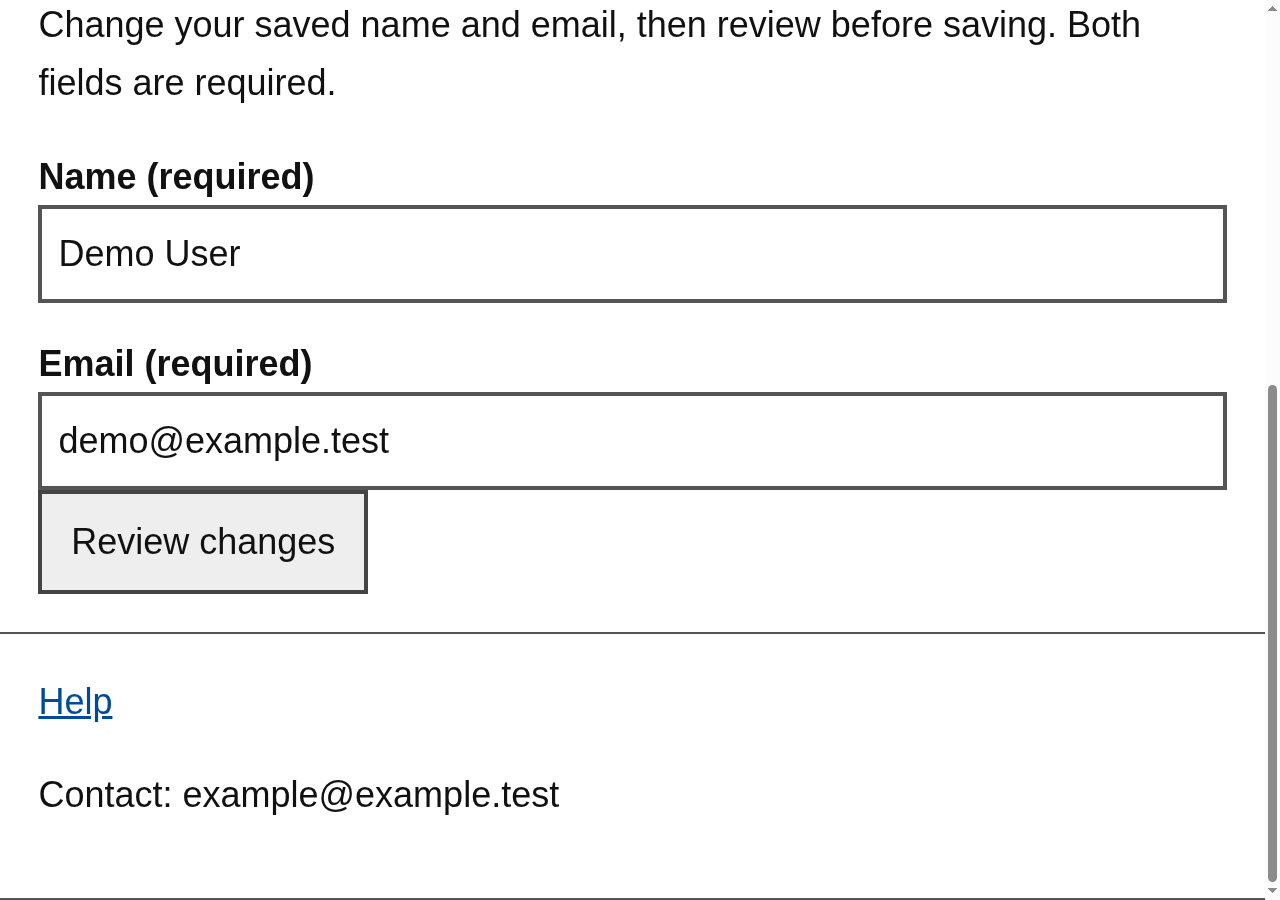 Change your saved name and email, then review before saving. Both
fields are required.
Name (required)
Demo User
Email (required)
demo@example.test
Review changes
Help
Contact: example@example.test